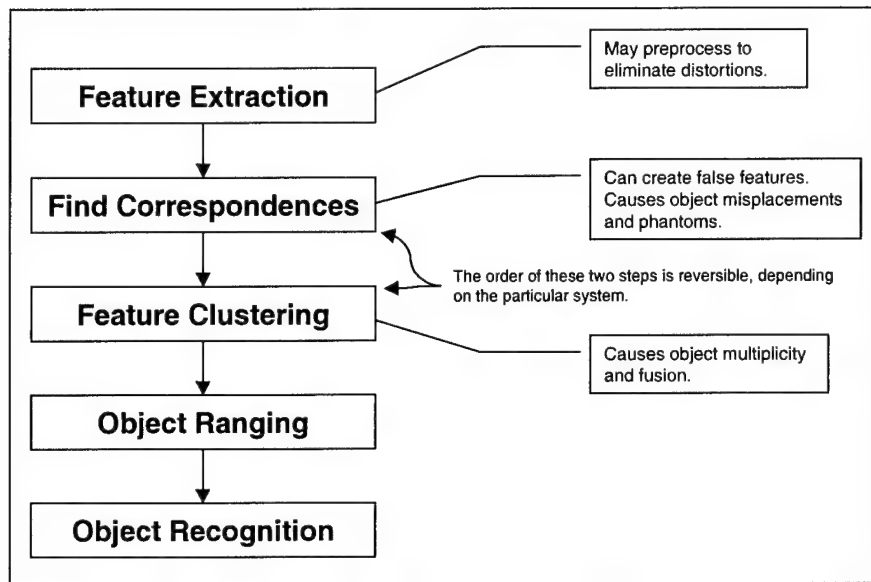 May preprocess to
eliminate distortions.
Feature Extraction
Can create false features.
Causes object misplacements
and phantoms.
Find Correspondences
The order of these two steps is reversible, depending
on the particular system.
Feature Clustering
Causes object multiplicity
and fusion.
Object Ranging
Object Recognition